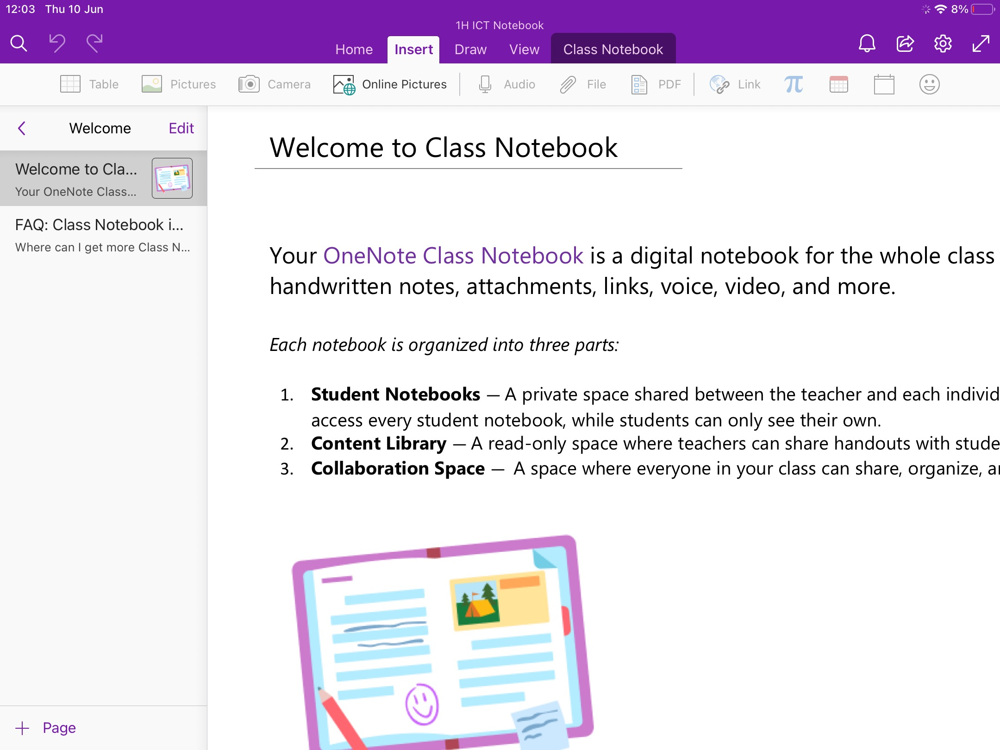 12:03 Thu 10 Jun 8%
1H ICT Notebook
Home Insert Draw View Class Notebook
Table Pictures Camera Online Pictures Audio File PDF Link π
Welcome Edit
Welcome to Cla...
Your OneNote Class...
FAQ: Class Notebook i...
Where can I get more Class N...
Page
Welcome to Class Notebook
Your OneNote Class Notebook is a digital notebook for the whole class
handwritten notes, attachments, links, voice, video, and more.
Each notebook is organized into three parts:
1. Student Notebooks — A private space shared between the teacher and each individ
access every student notebook, while students can only see their own.
2. Content Library — A read-only space where teachers can share handouts with stude
3. Collaboration Space — A space where everyone in your class can share, organize, ar